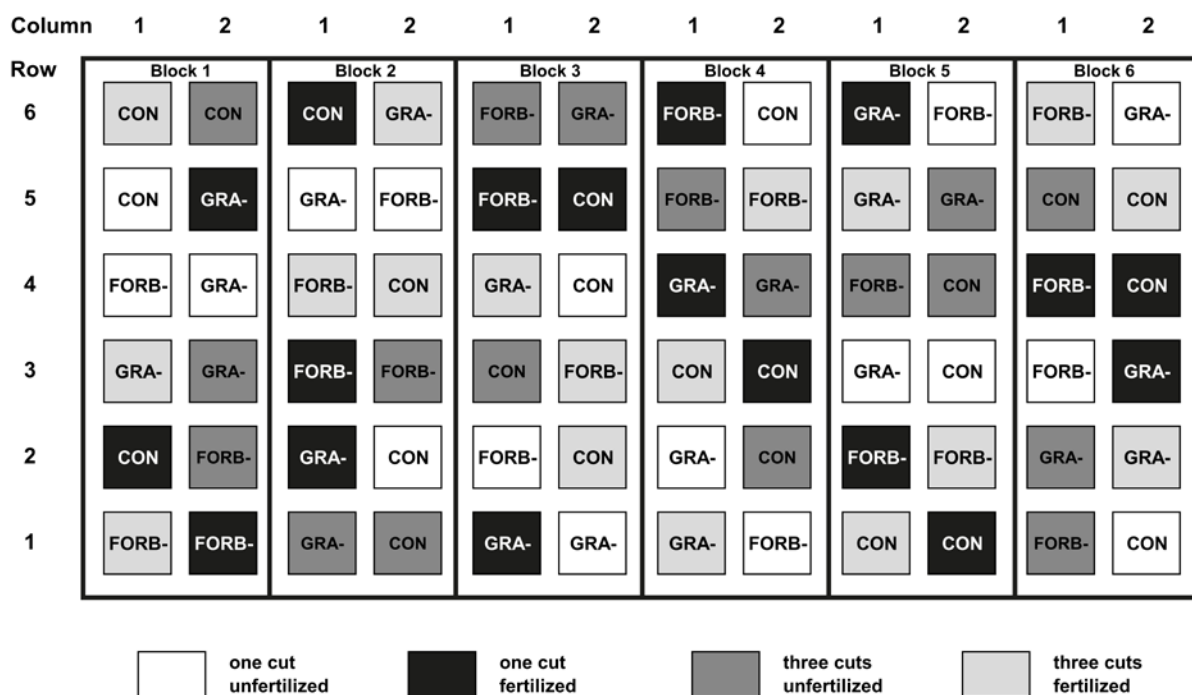 Column 1 2 1 2 1 2 1 2 1 2 1 2
Row Block 1 Block 2 Block 3 Block 4 Block 5 Block 6
6 CON CON CON GRA- FORB- GRA- FORB- CON GRA- FORB- FORB- GRA-
5 CON GRA- GRA- FORB- FORB- CON FORB- FORB- GRA- GRA- CON CON
4 FORB- GRA- FORB- CON GRA- CON GRA- GRA- FORB- CON FORB- CON
3 GRA- GRA- FORB- FORB- CON FORB- CON CON GRA- CON FORB- GRA-
2 CON FORB- GRA- CON FORB- CON GRA- CON FORB- FORB- GRA- GRA-
1 FORB- FORB- GRA- CON GRA- GRA- GRA- FORB- CON CON FORB- CON
one cut one cut three cuts three cuts
unfertilized fertilized unfertilized fertilized